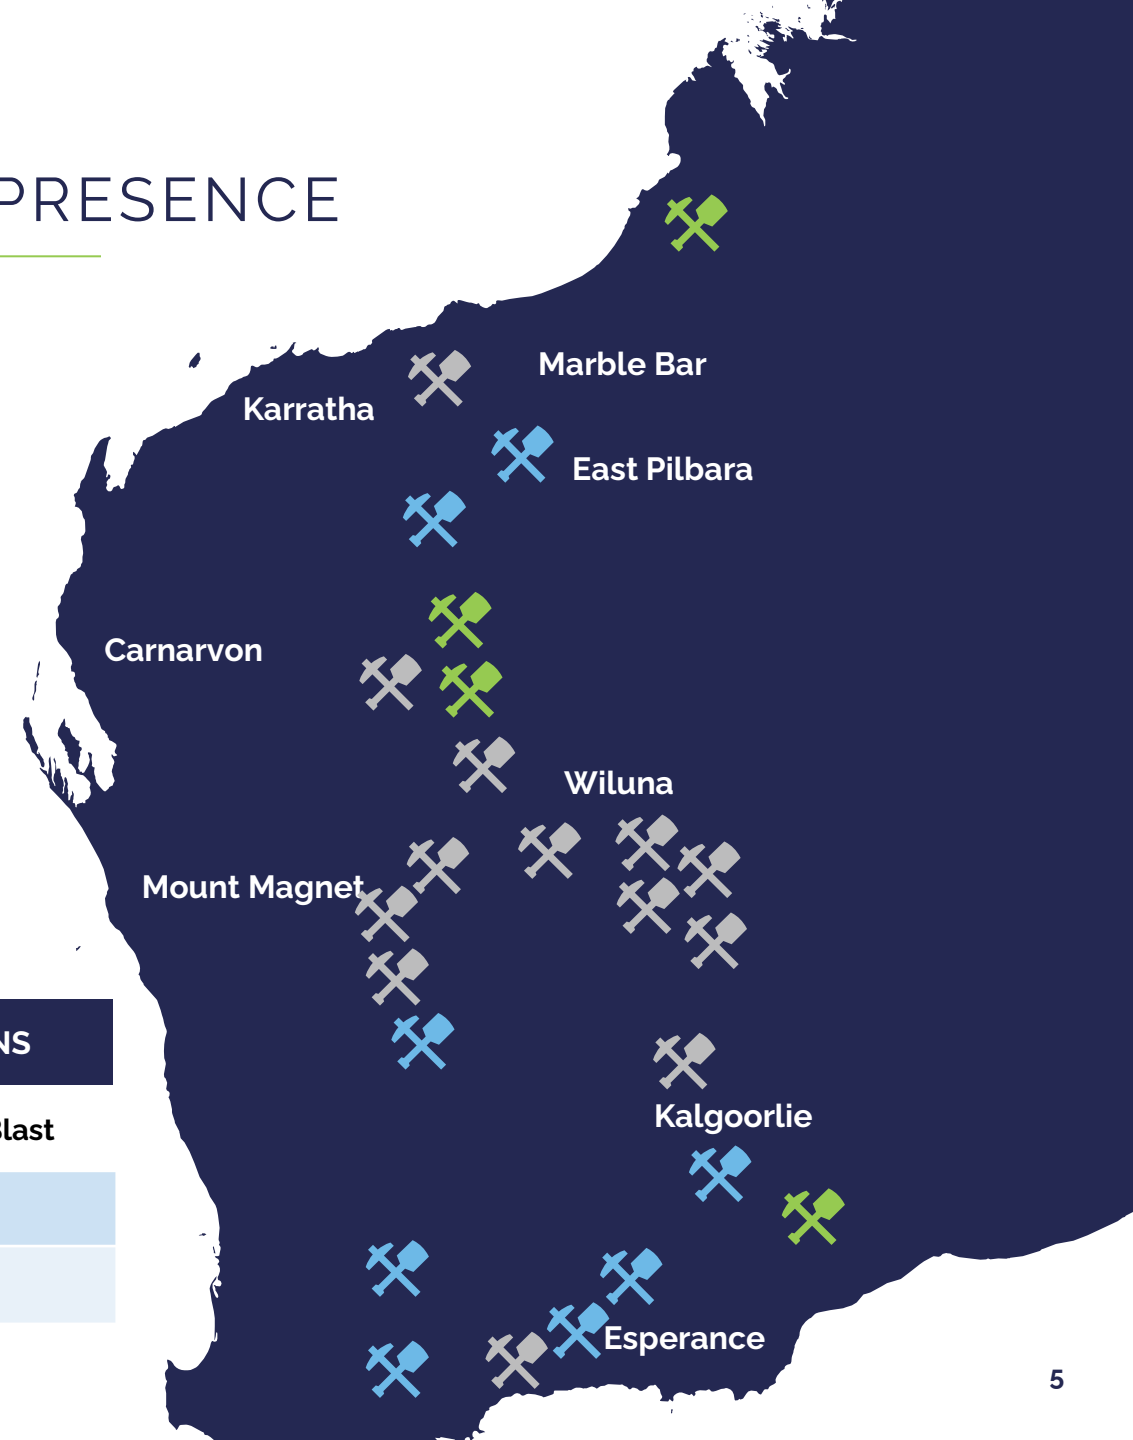 PRESENCE
Marble Bar
Karratha
East Pilbara
Carnarvon
Wiluna
Mount Magnet
NS
Kalgoorlie
Blast
Esperance
5